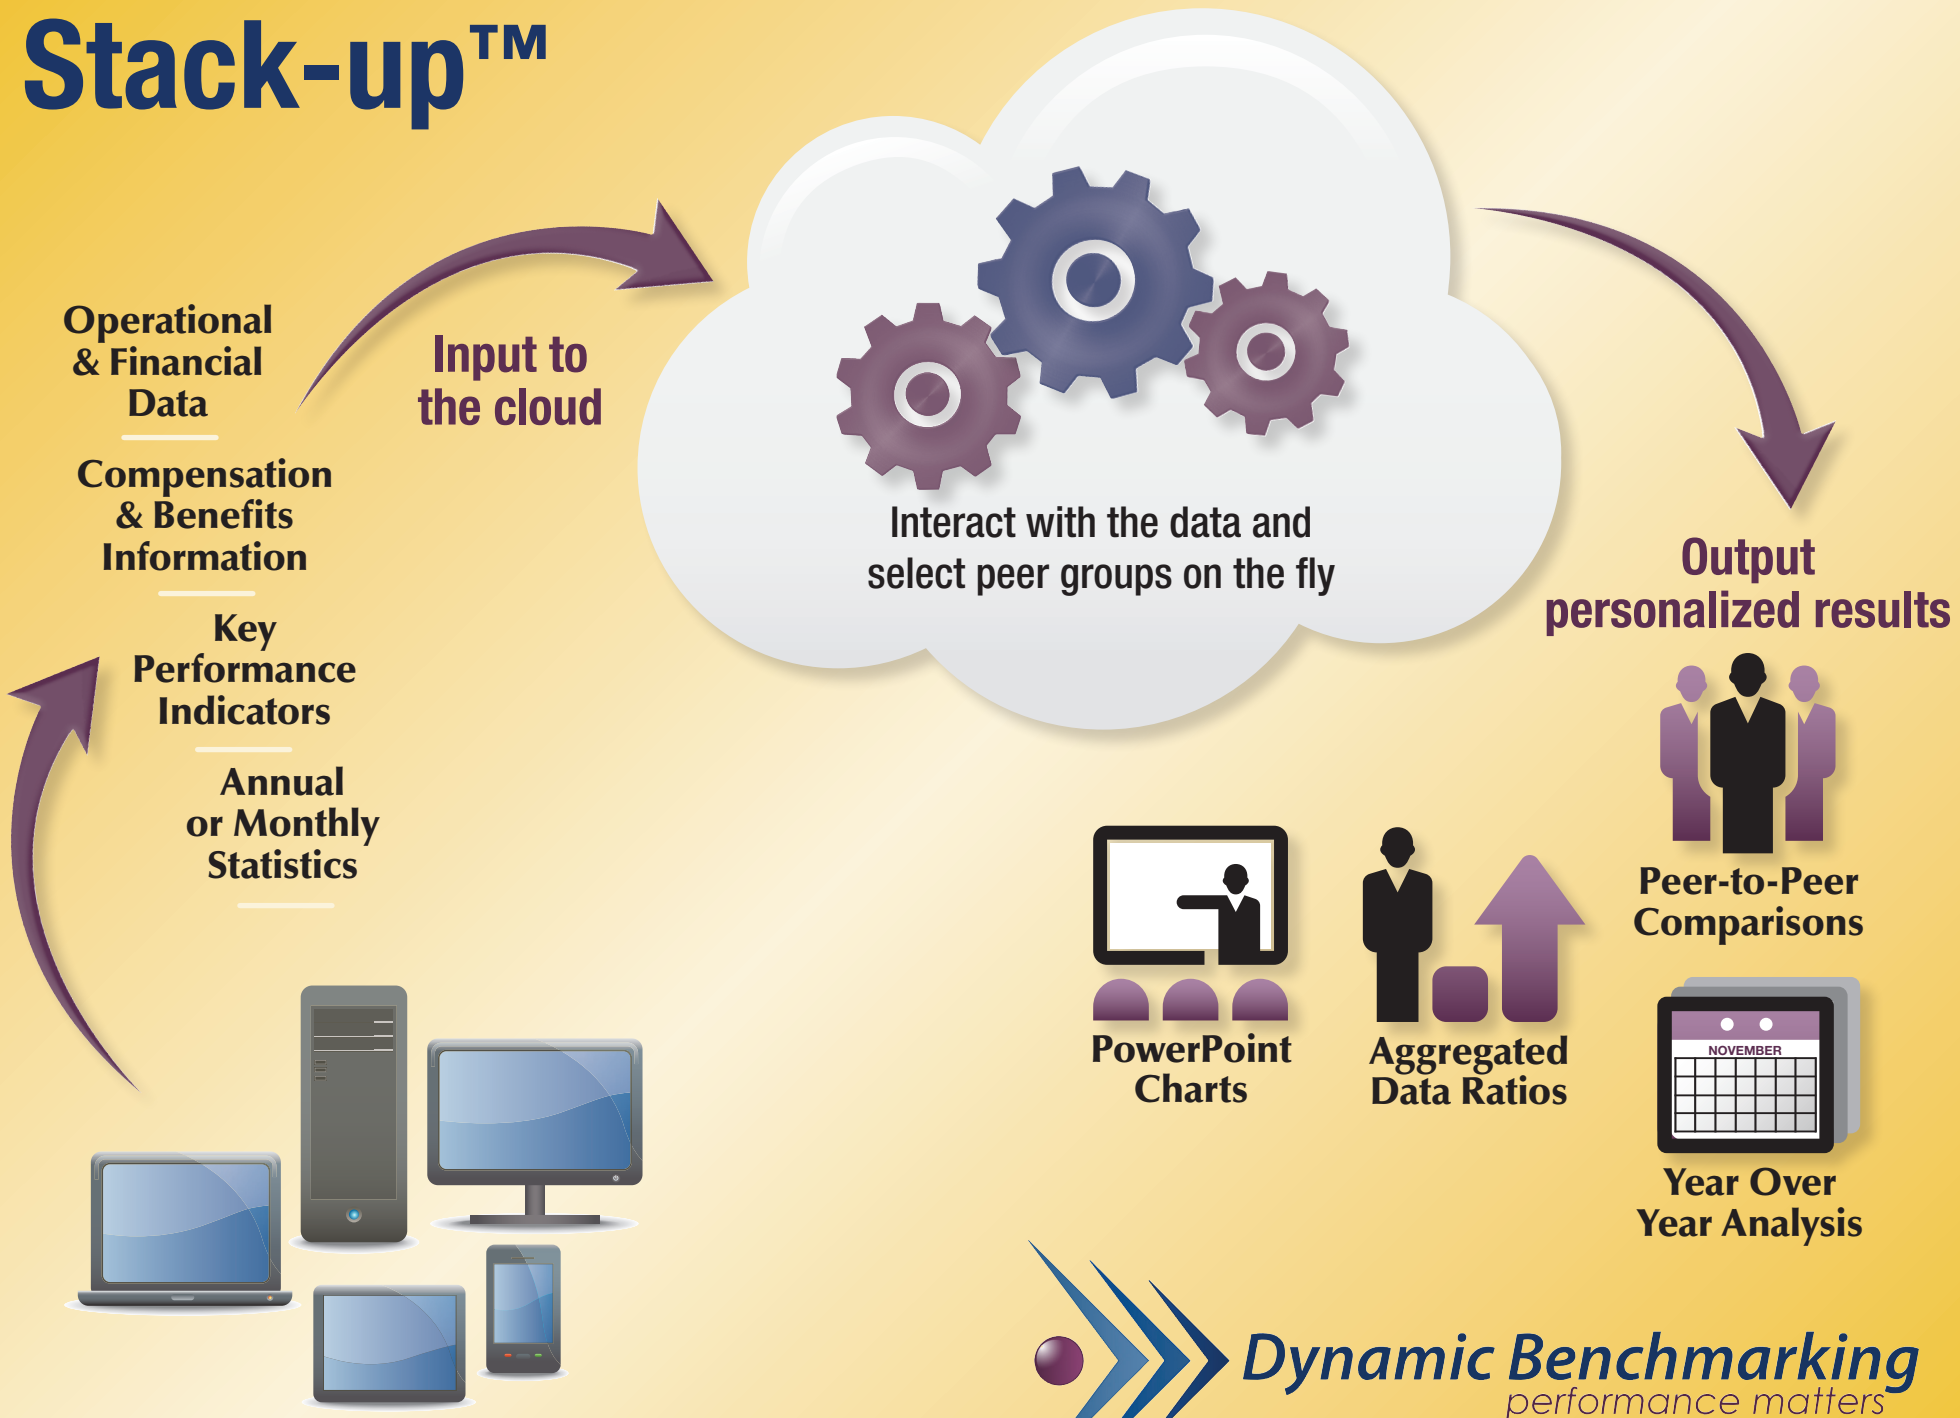 Stack-up™
Operational
& Financial
Data
Compensation
& Benefits
Information
Key
Performance
Indicators
Annual
or Monthly
Statistics
Input to
the cloud
Interact with the data and
select peer groups on the fly
Output
personalized results
Peer-to-Peer
Comparisons
PowerPoint
Charts
Aggregated
Data Ratios
NOVEMBER
Year Over
Year Analysis
Dynamic Benchmarking
performance matters